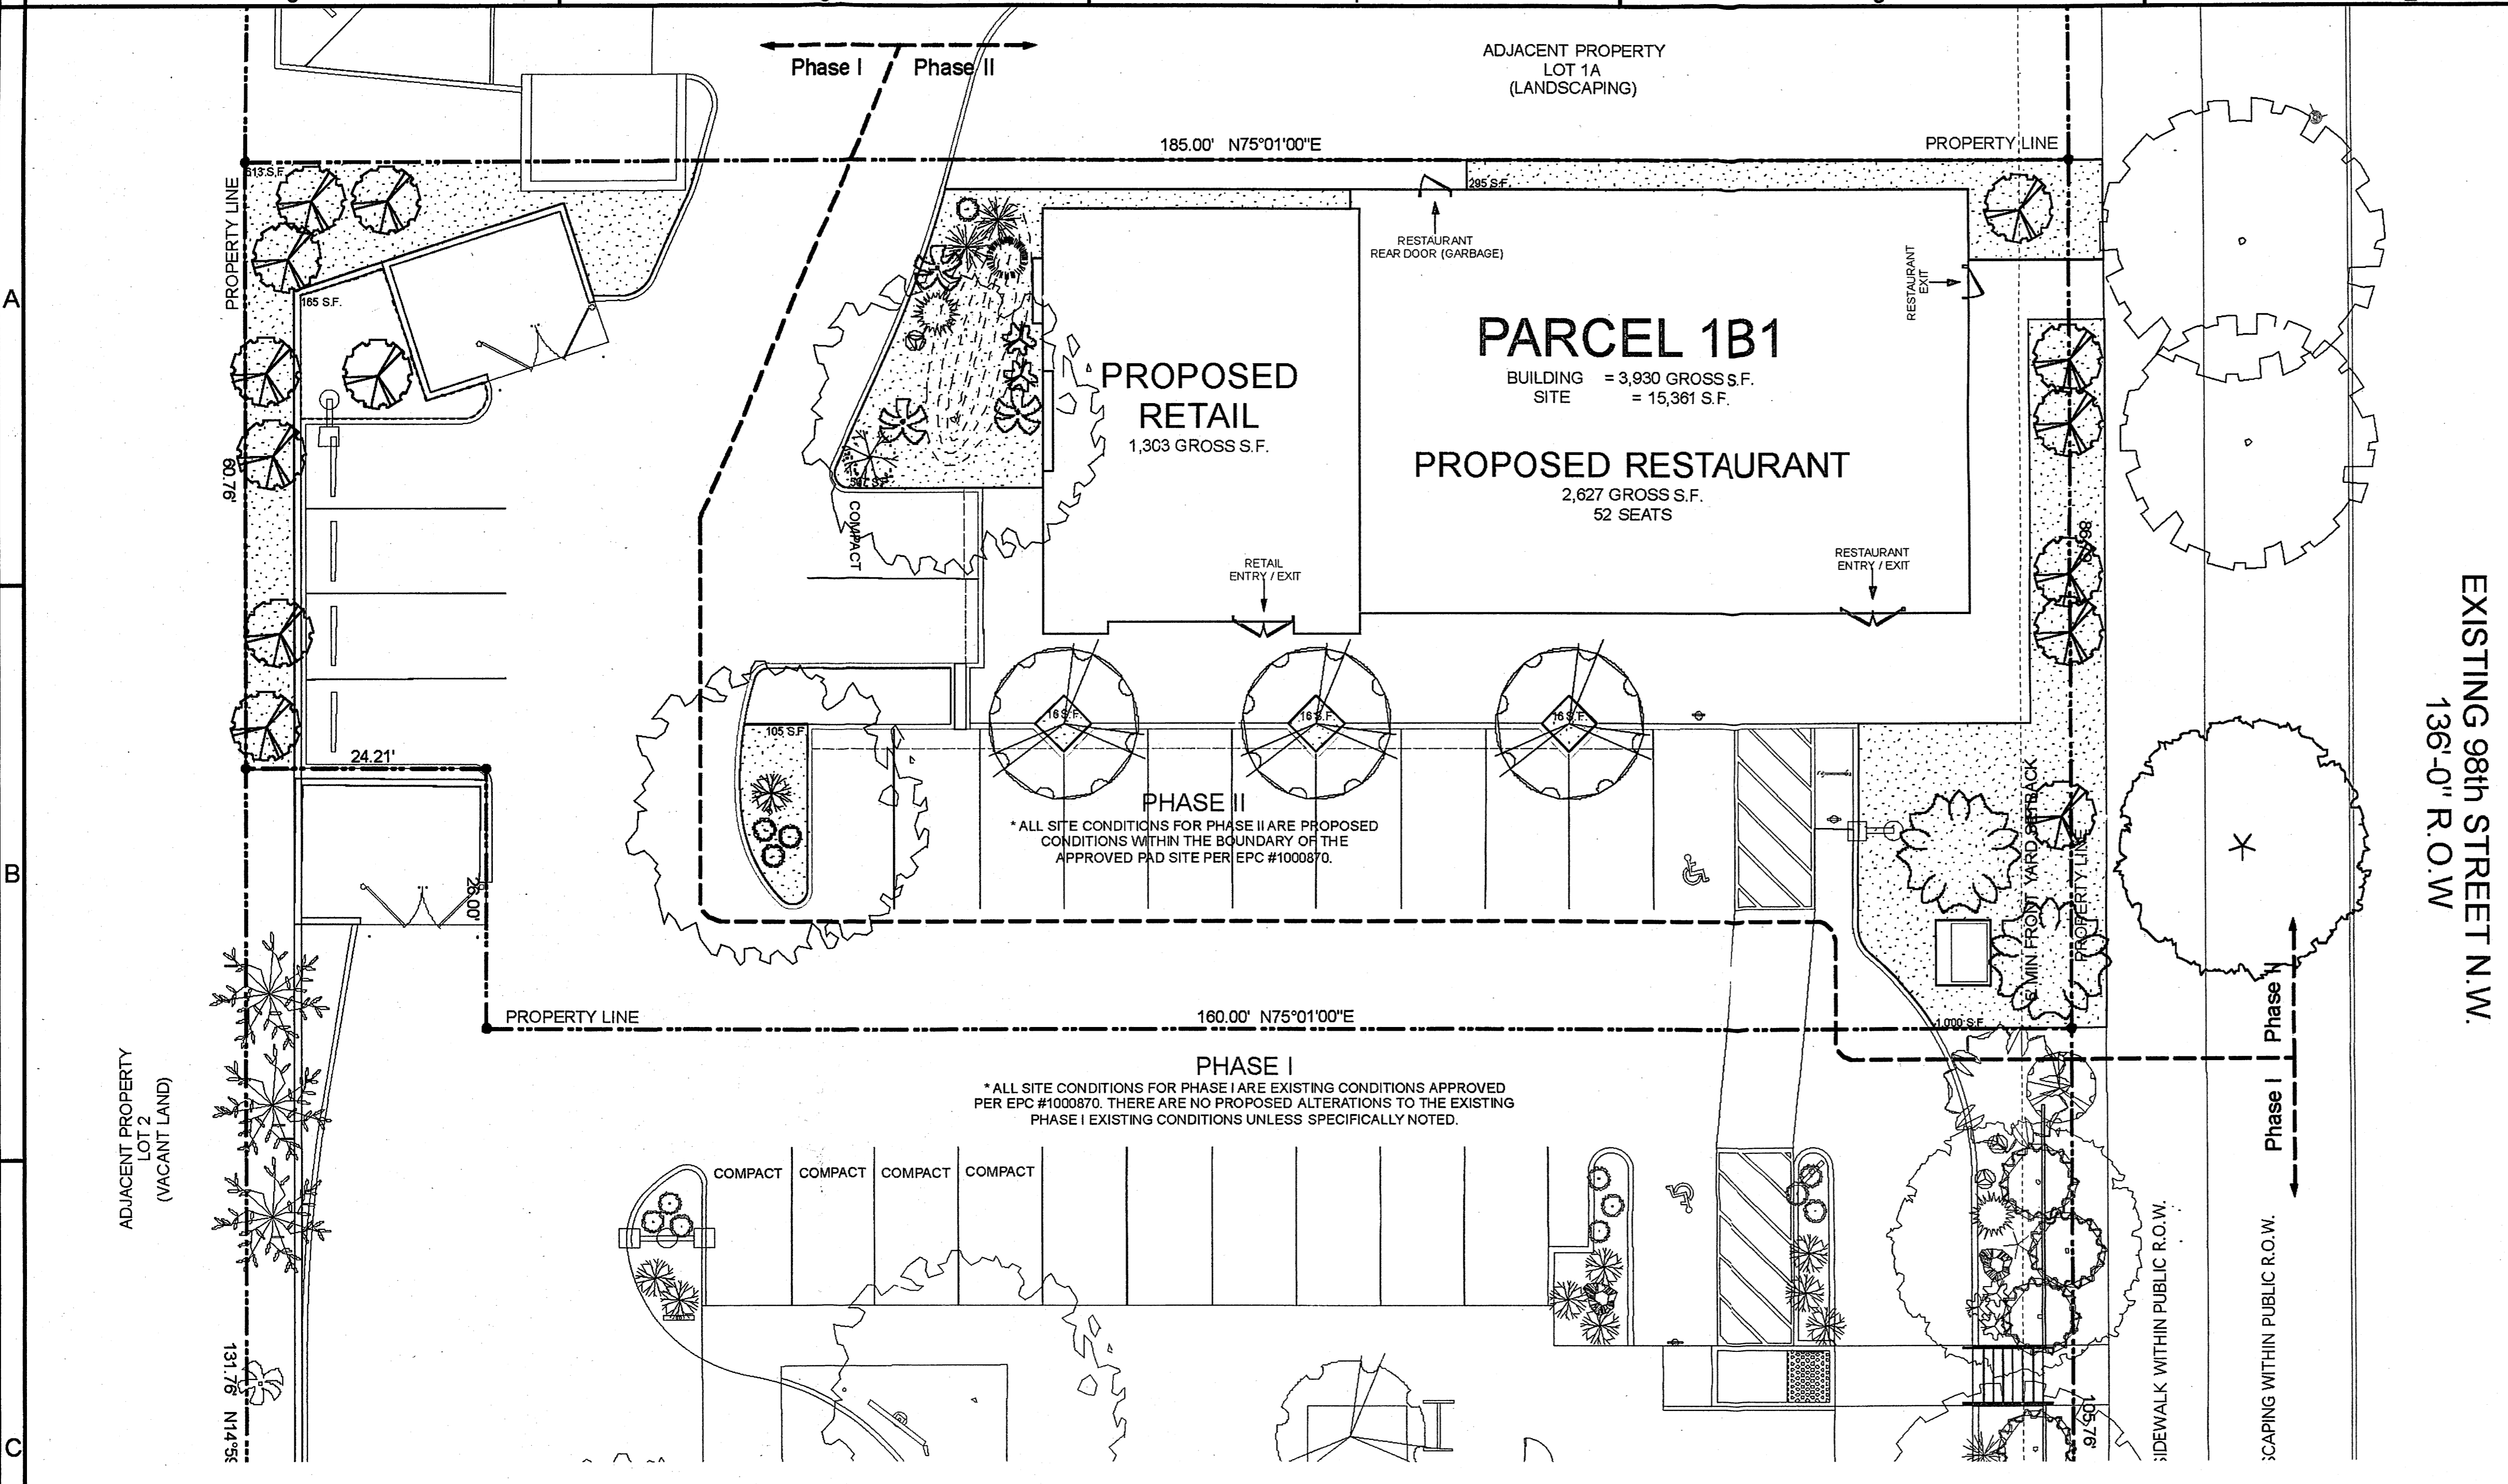 Phase I
Phase II
ADJACENT PROPERTY
LOT 1A
(LANDSCAPING)
185.00' N75°01'00"E
PROPERTY LINE
PROPERTY LINE
613 S.F.
295 S.F.
RESTAURANT
REAR DOOR (GARBAGE)
RESTAURANT
EXIT
A
165 S.F.
PARCEL 1B1
BUILDING = 3,930 GROSS S.F.
SITE = 15,361 S.F.
PROPOSED
RETAIL
1,303 GROSS S.F.
PROPOSED RESTAURANT
2,627 GROSS S.F.
52 SEATS
60.76'
COMPACT
RETAIL
ENTRY / EXIT
RESTAURANT
ENTRY / EXIT
EXISTING 98th STREET N.W.
136'-0" R.O.W
16 S.F.
16 S.F.
16 S.F.
105 S.F.
24.21'
26.00'
PHASE II
* ALL SITE CONDITIONS FOR PHASE II ARE PROPOSED
CONDITIONS WITHIN THE BOUNDARY OF THE
APPROVED PAD SITE PER EPC #1000870.
B
MIN FRONT YARD SETBACK
PROPERTY LINE
PROPERTY LINE
160.00' N75°01'00"E
1,000 S.F.
Phase II
Phase I
PHASE I
* ALL SITE CONDITIONS FOR PHASE I ARE EXISTING CONDITIONS APPROVED
PER EPC #1000870. THERE ARE NO PROPOSED ALTERATIONS TO THE EXISTING
PHASE I EXISTING CONDITIONS UNLESS SPECIFICALLY NOTED.
ADJACENT PROPERTY
LOT 2
(VACANT LAND)
COMPACT
COMPACT
COMPACT
COMPACT
131.76'
105.76'
WITHIN PUBLIC R.O.W.
WITHIN PUBLIC R.O.W.
C